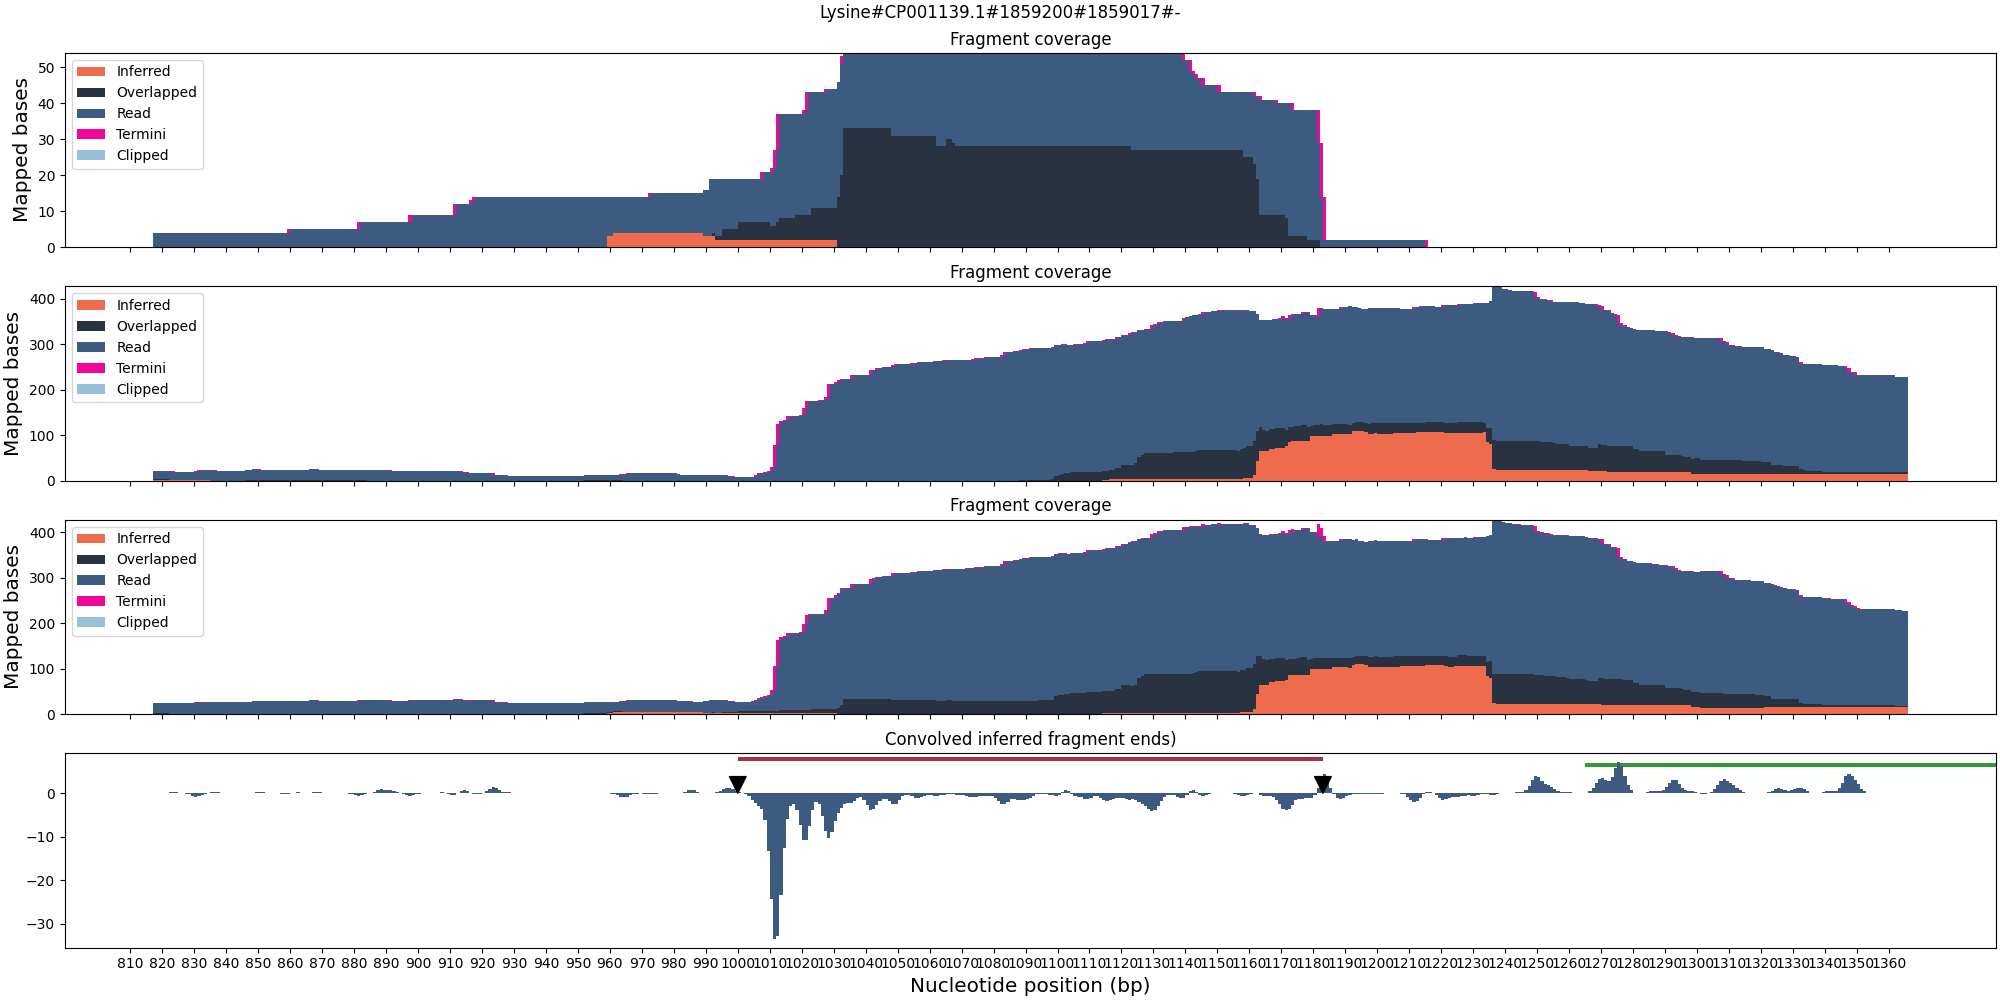 Lysine#CP001139.1#1859200#1859017#-
Fragment coverage
Mapped bases
50
40
30
20
10
0
Inferred
Overlapped
Read
Termini
Clipped
Fragment coverage
Mapped bases
400
300
200
100
0
Inferred
Overlapped
Read
Termini
Clipped
Fragment coverage
Mapped bases
400
300
200
100
0
Inferred
Overlapped
Read
Termini
Clipped
Convolved inferred fragment ends)
0
−10
−20
−30
810 820 830 840 850 860 870 880 890 900 910 920 930 940 950 960 970 980 990 1000 1010 1020 1030 1040 1050 1060 1070 1080 1090 1100 1110 1120 1130 1140 1150 1160 1170 1180 1190 1200 1210 1220 1230 1240 1250 1260 1270 1280 1290 1300 1310 1320 1330 1340 1350 1360
Nucleotide position (bp)